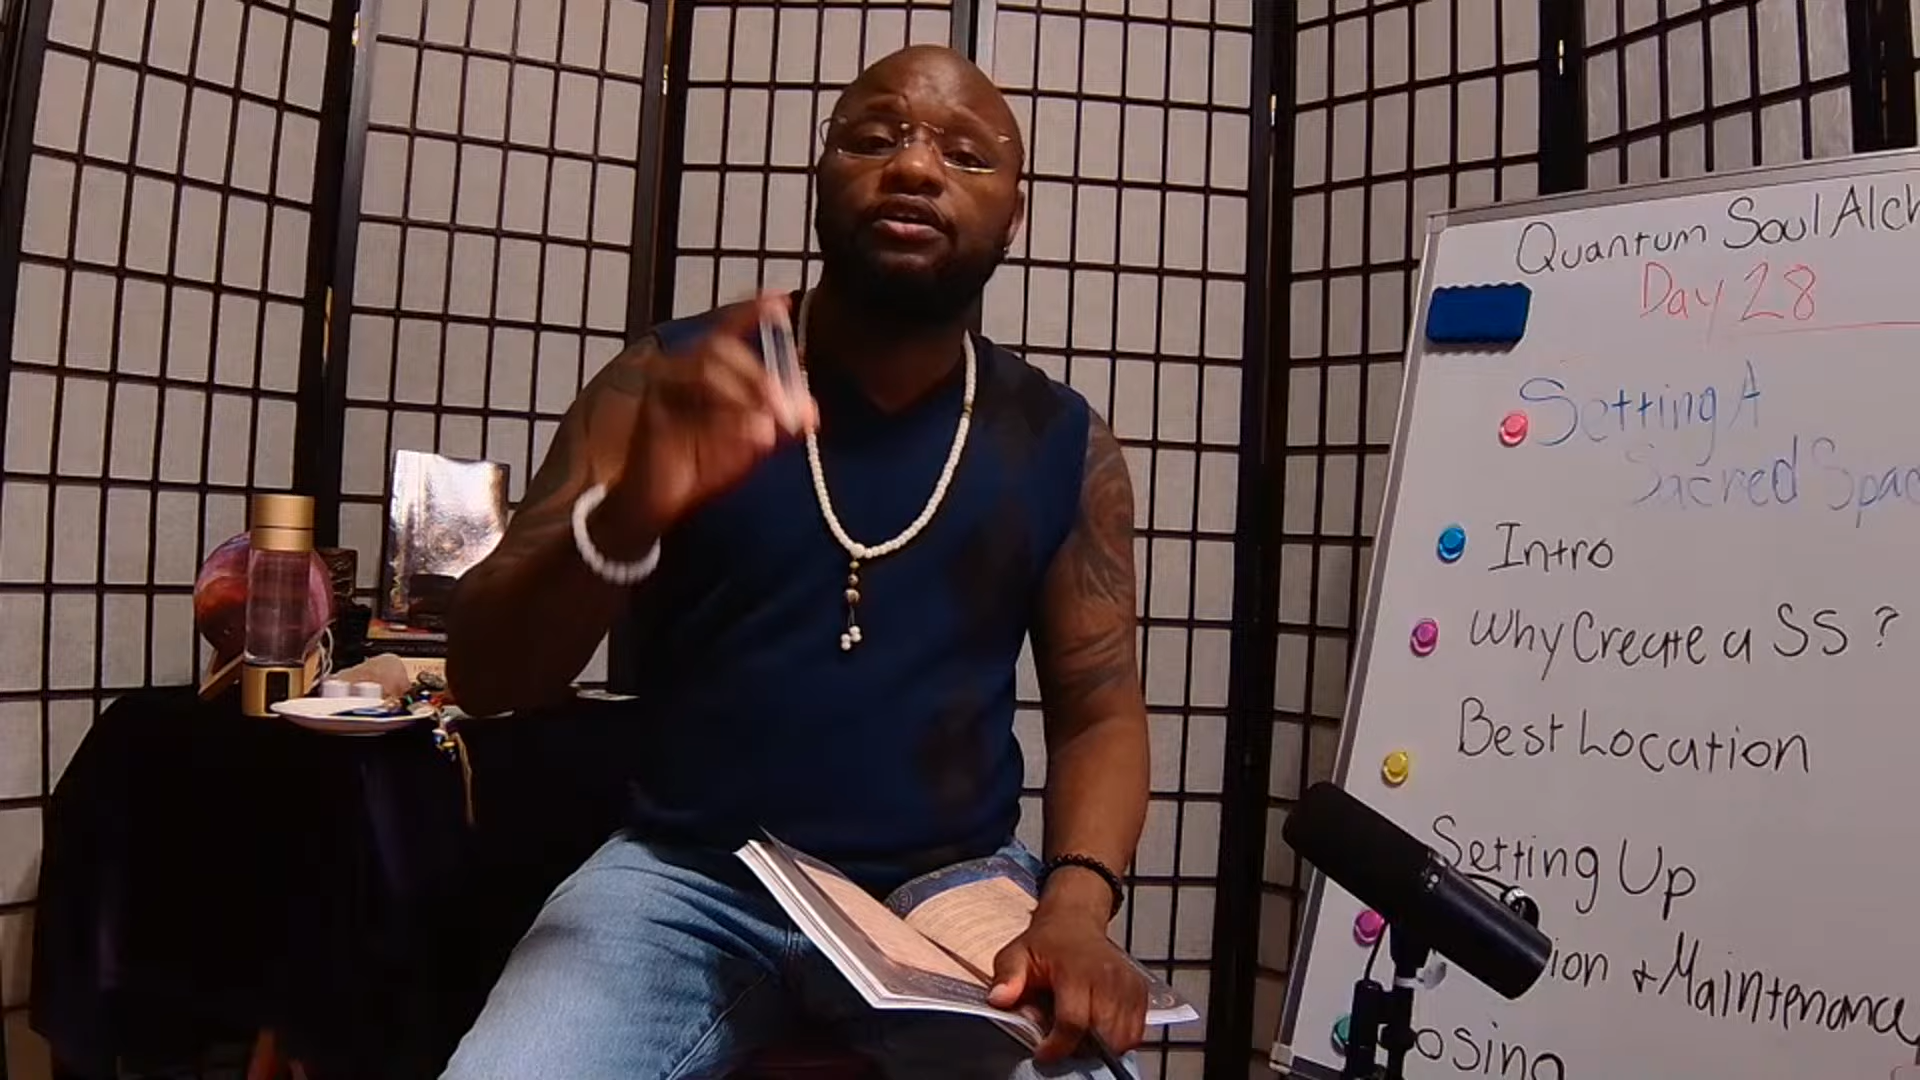 Quantum Soul Alch
Day 28
Setting A
Sacred Spac
Intro
Why Create a SS ?
Best Location
Setting Up
ion + Maintenance
osing